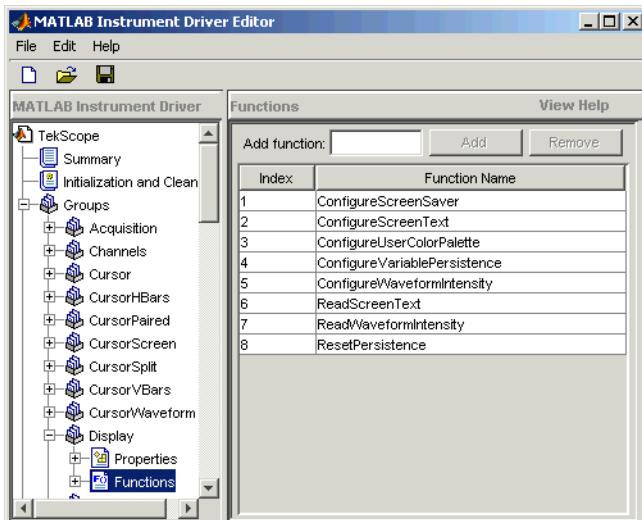 MATLAB Instrument Driver Editor
File Edit Help
MATLAB Instrument Driver
TekScope
Summary
Initialization and Clean
Groups
Acquisition
Channels
Cursor
CursorHBars
CursorPaired
CursorScreen
CursorSplit
CursorVBars
CursorWaveform
Display
Properties
Functions
Functions View Help
Add function: Add Remove
Index Function Name
1 ConfigureScreenSaver
2 ConfigureScreenText
3 ConfigureUserColorPalette
4 ConfigureVariablePersistence
5 ConfigureWaveformIntensity
6 ReadScreenText
7 ReadWaveformIntensity
8 ResetPersistence